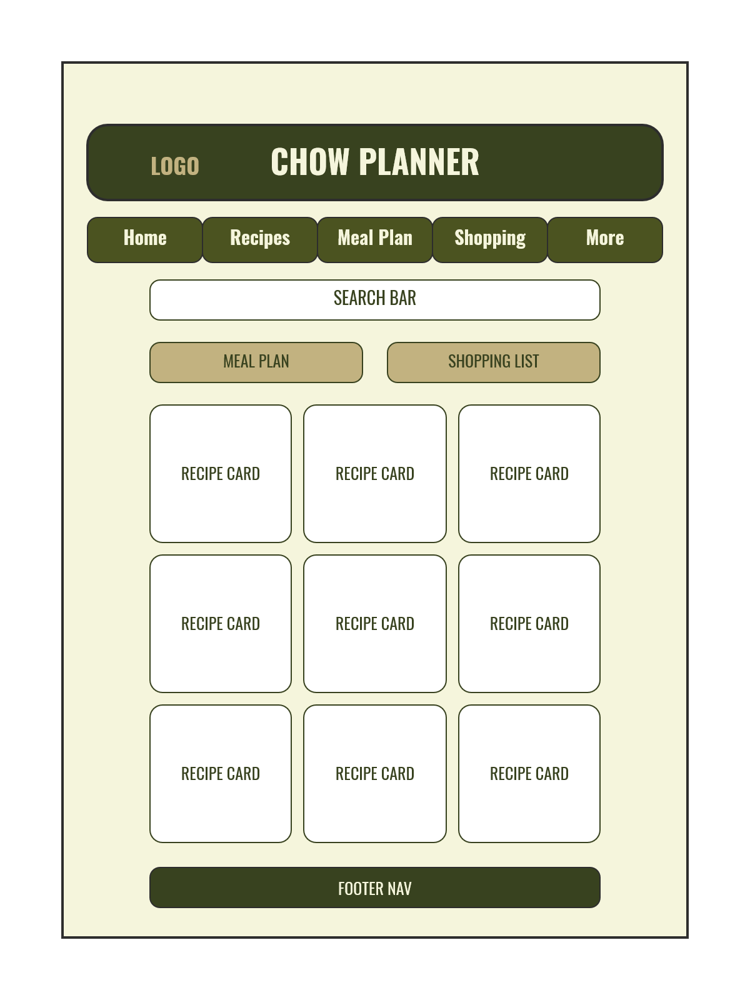 LOGO
CHOW PLANNER
Home
Recipes
Meal Plan
Shopping
More
SEARCH BAR
MEAL PLAN
SHOPPING LIST
RECIPE CARD
RECIPE CARD
RECIPE CARD
RECIPE CARD
RECIPE CARD
RECIPE CARD
RECIPE CARD
RECIPE CARD
RECIPE CARD
FOOTER NAV